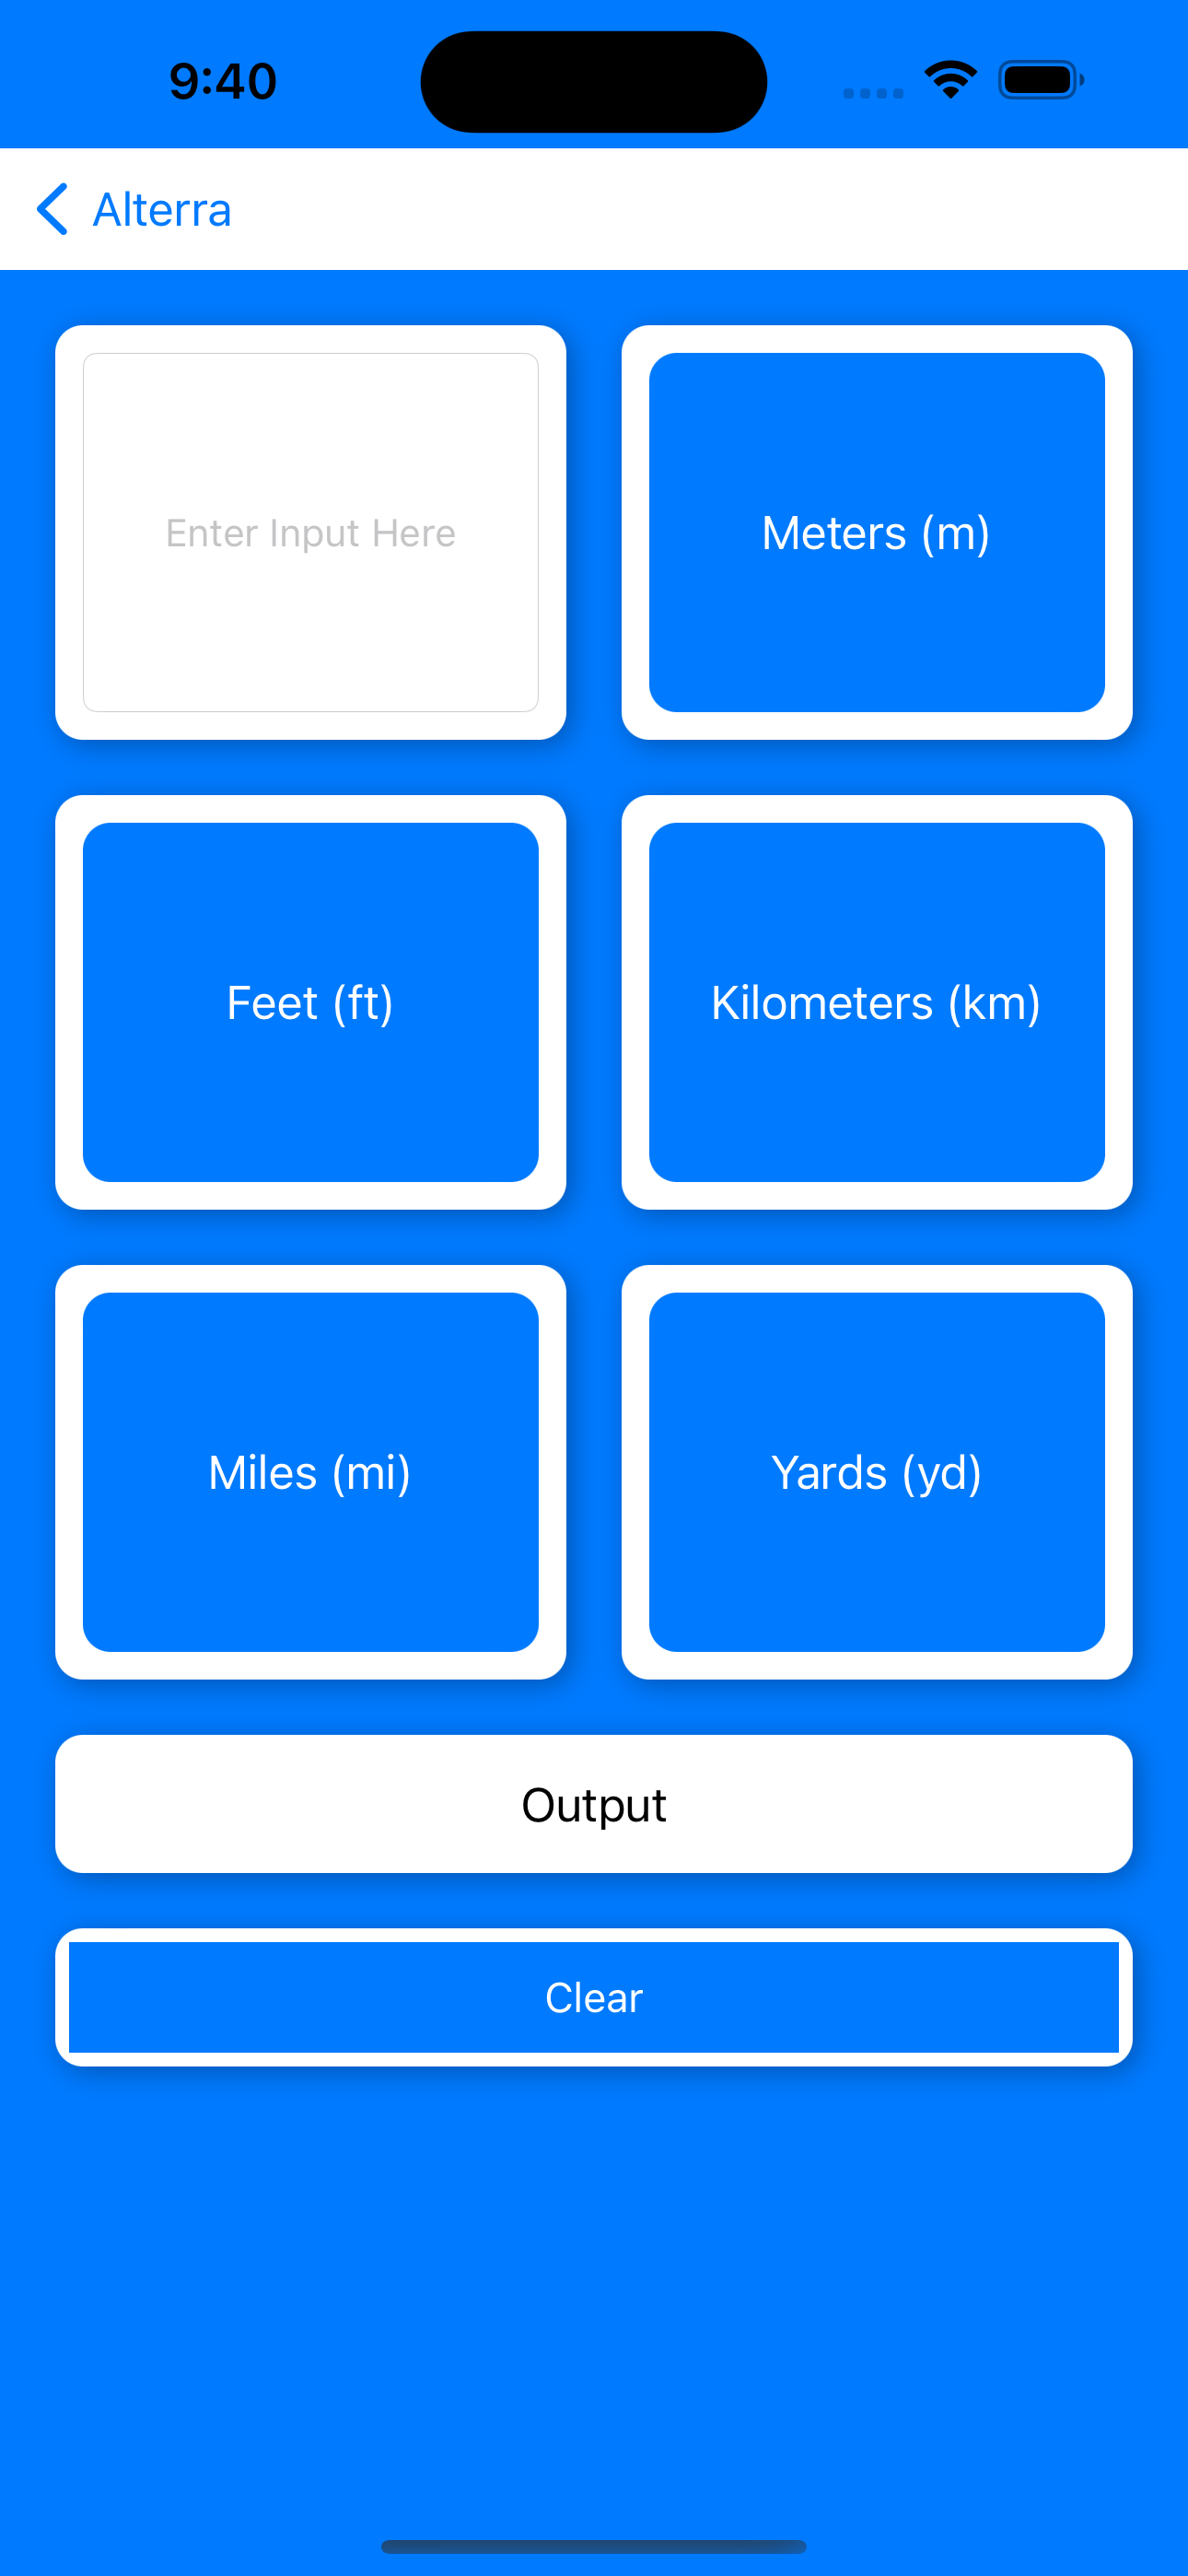 9:40
Alterra
Enter Input Here
Meters (m)
Feet (ft)
Kilometers (km)
Miles (mi)
Yards (yd)
Output
Clear